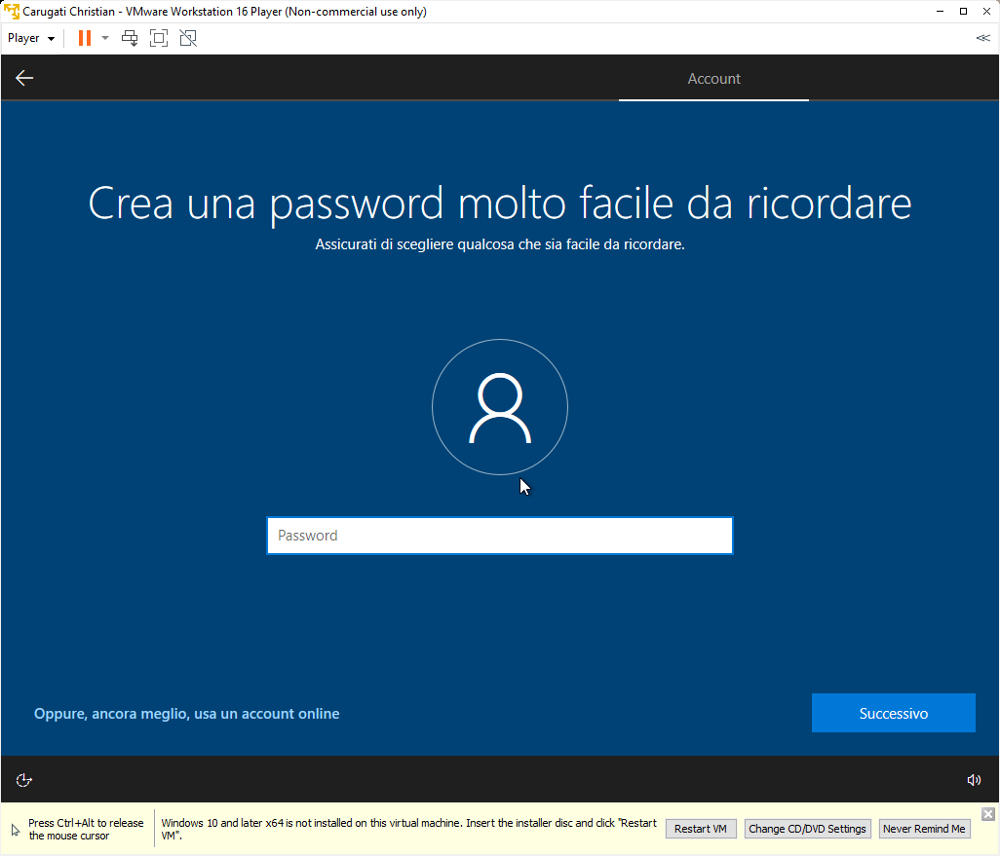 Carugati Christian - VMware Workstation 16 Player (Non-commercial use only)
Player
Account
Crea una password molto facile da ricordare
Assicurati di scegliere qualcosa che sia facile da ricordare.
Password
Oppure, ancora meglio, usa un account online
Successivo
Press Ctrl+Alt to release
the mouse cursor
Windows 10 and later x64 is not installed on this virtual machine. Insert the installer disc and click "Restart
VM".
Restart VM
Change CD/DVD Settings
Never Remind Me